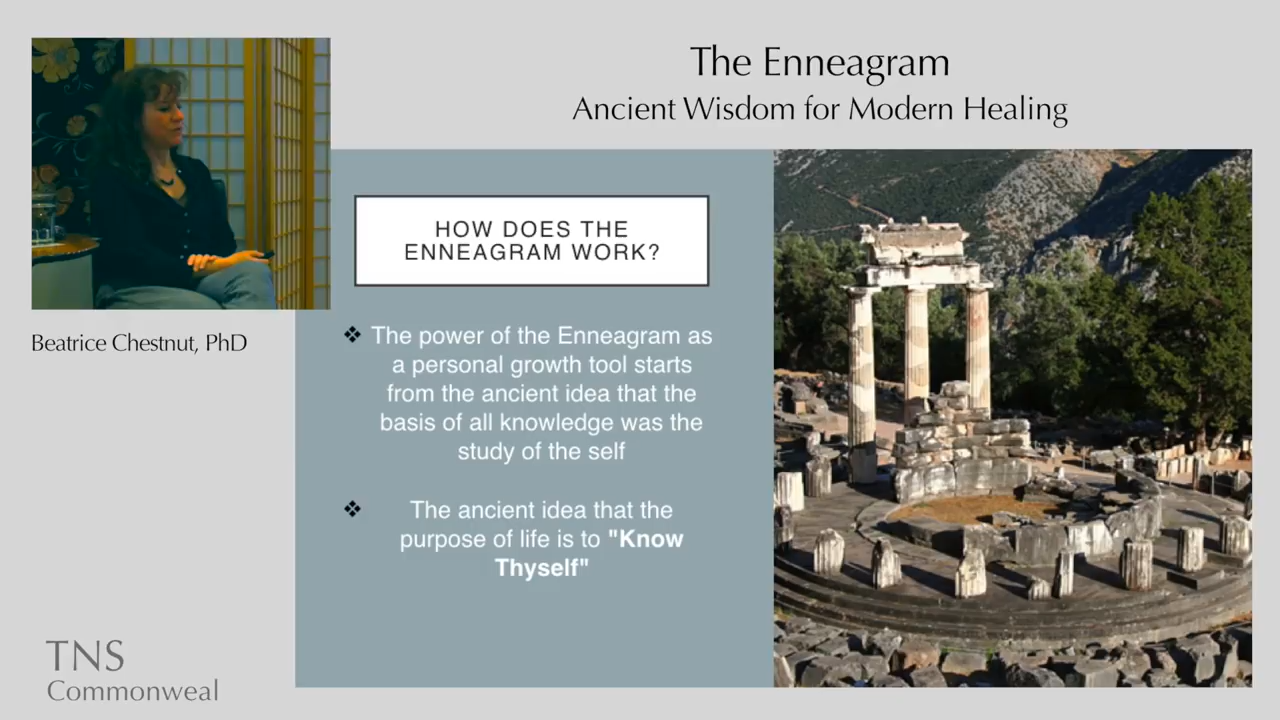 The Enneagram
Ancient Wisdom for Modern Healing
HOW DOES THE
ENNEAGRAM WORK?
❖ The power of the Enneagram as
a personal growth tool starts
from the ancient idea that the
basis of all knowledge was the
study of the self
❖ The ancient idea that the
purpose of life is to "Know
Thyself"
Beatrice Chestnut, PhD
TNS
Commonweal